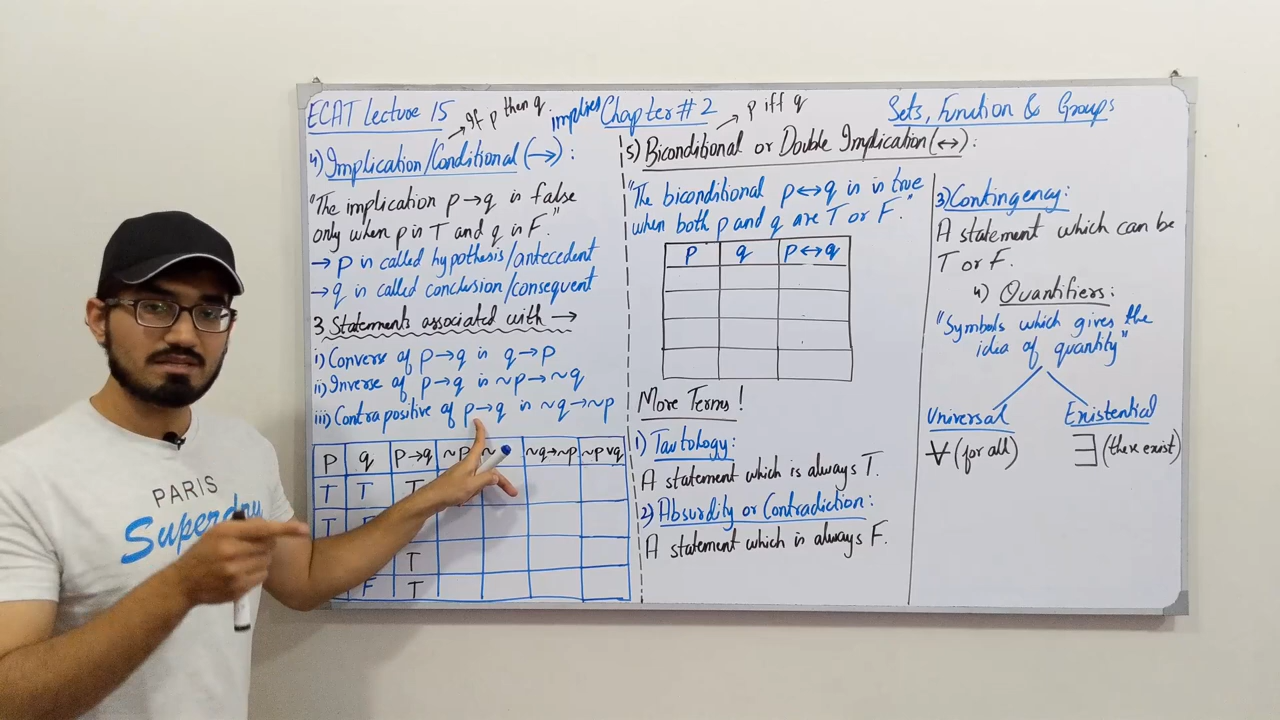 ECAT Lecture 15
Chapter # 2
Sets, Function & Groups
If p then q.
implies
4) Implication/Conditional (→):
"The implication p→q is false
only when p is T and q is F."
→ p is called hypothesis/antecedent
→ q is called conclusion/consequent
3 Statements associated with →
i) Converse of p→q is q→p
ii) Inverse of p→q is ~p→~q
iii) Contrapositive of p→q is ~q→~p
p q p→q ~p ~q→~p ~p∨q
T T T
T
T
F T
p iff q
5) Biconditional or Double Implication (↔):
"The biconditional p↔q is is true
when both p and q are T or F."
p q p↔q
More Terms!
1) Tautology:
A statement which is always T.
2) Absurdity or Contradiction:
A statement which is always F.
3) Contingency:
A statement which can be
T or F.
4) Quantifiers:
"Symbols which gives the
idea of quantity"
Universal Existential
∀ (for all) ∃ (there exist)
PARIS
Superdry